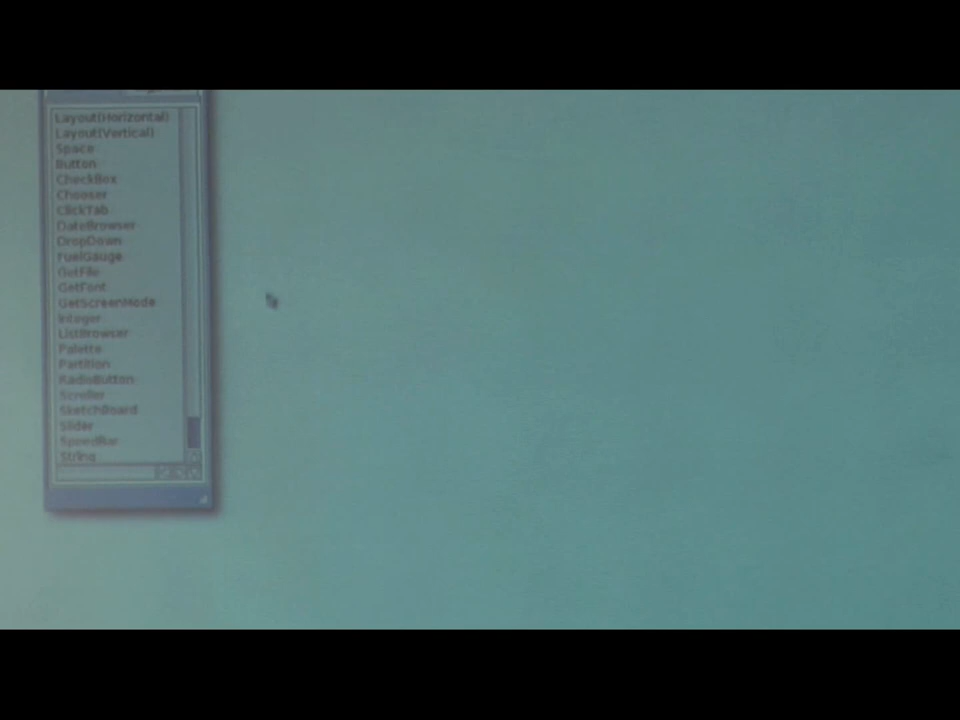 Layout(Horizontal)
Layout(Vertical)
Space
Button
CheckBox
Chooser
ClickTab
DateBrowser
DropDown
FuelGauge
GetFile
GetFont
GetScreenMode
Integer
ListBrowser
Palette
Partition
RadioButton
Scroller
SketchBoard
Slider
SpeedBar
String